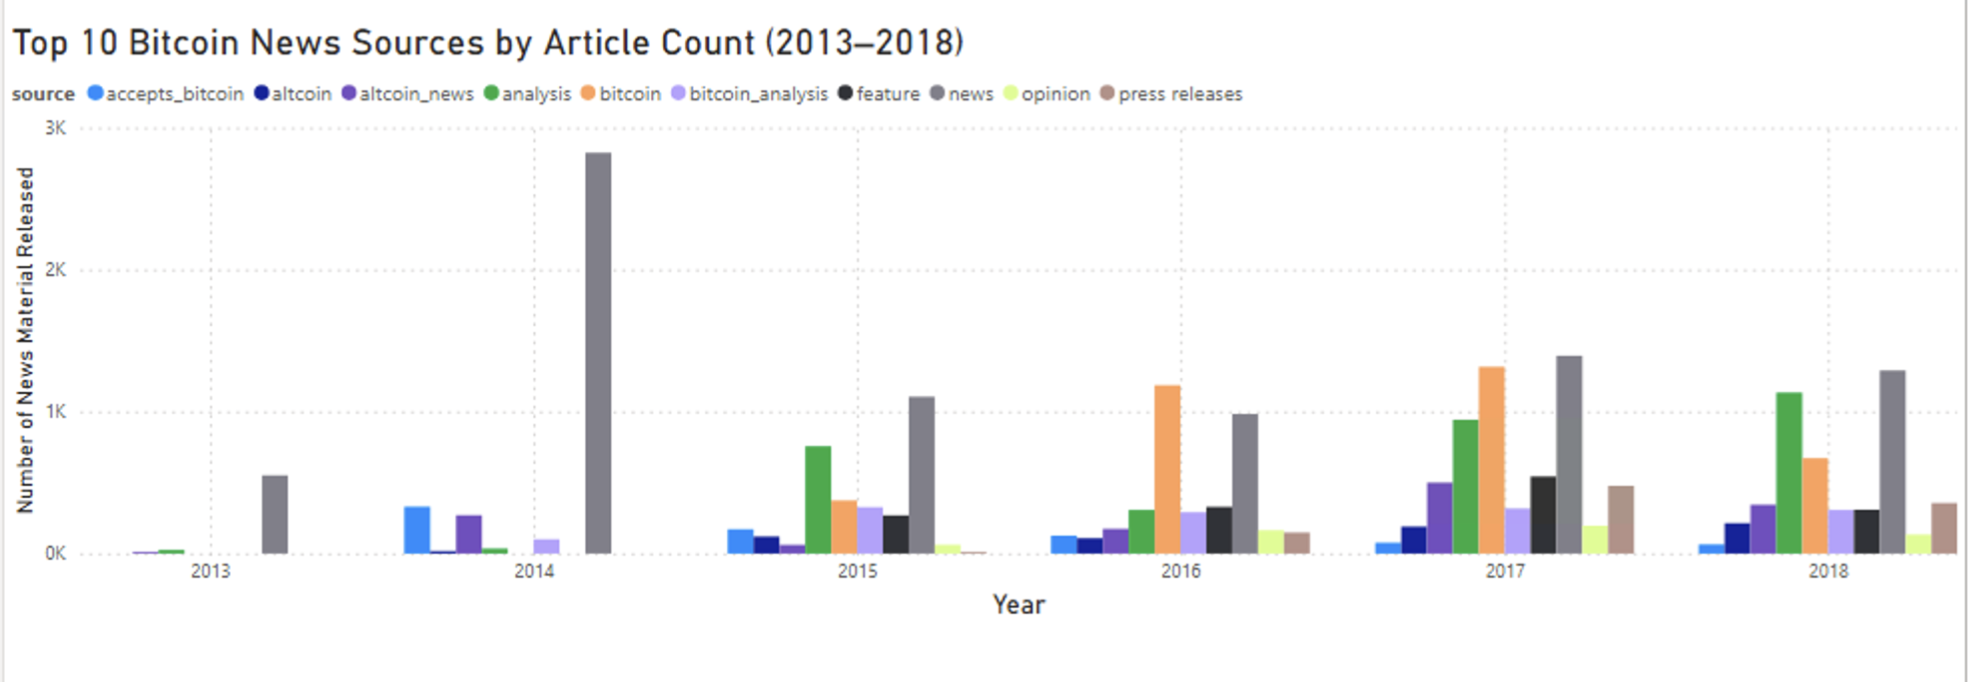 Top 10 Bitcoin News Sources by Article Count (2013–2018)
source accepts_bitcoin altcoin altcoin_news analysis bitcoin bitcoin_analysis feature news opinion press releases
Number of News Material Released
3K
2K
1K
0K
2013 2014 2015 2016 2017 2018
Year